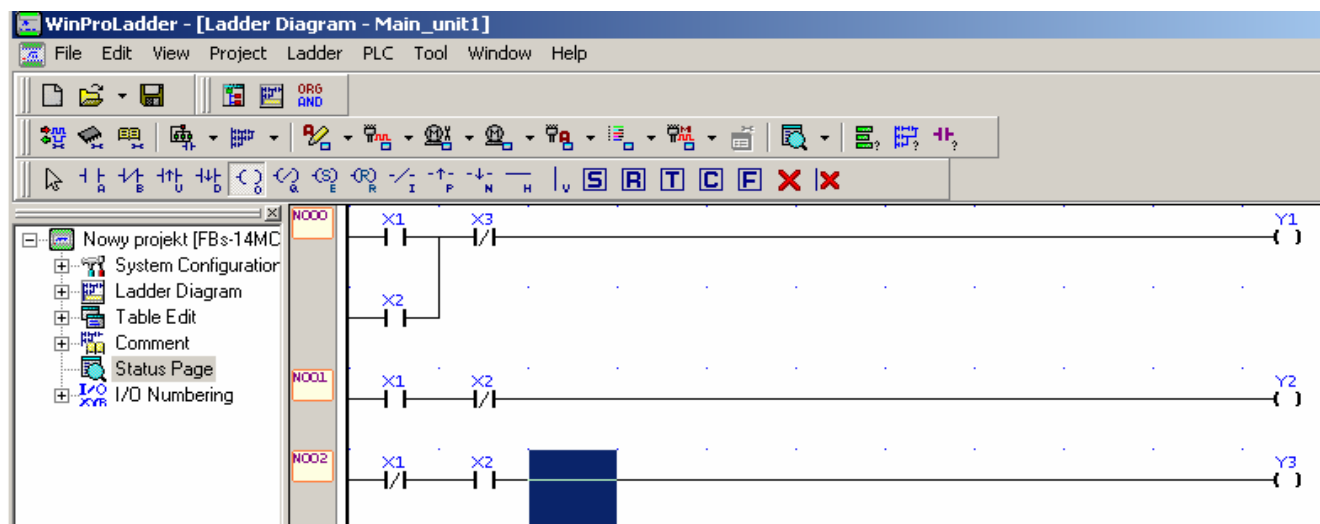 WinProLadder - [Ladder Diagram - Main_unit1]
File Edit View Project Ladder PLC Tool Window Help
ORG
AND
A B U D O Q E R I P N H V S R T C F
Nowy projekt [FBs-14MC
System Configuration
Ladder Diagram
Table Edit
Comment
Status Page
I/O Numbering
N000 X1 X3 Y1
X2
N001 X1 X2 Y2
N002 X1 X2 Y3